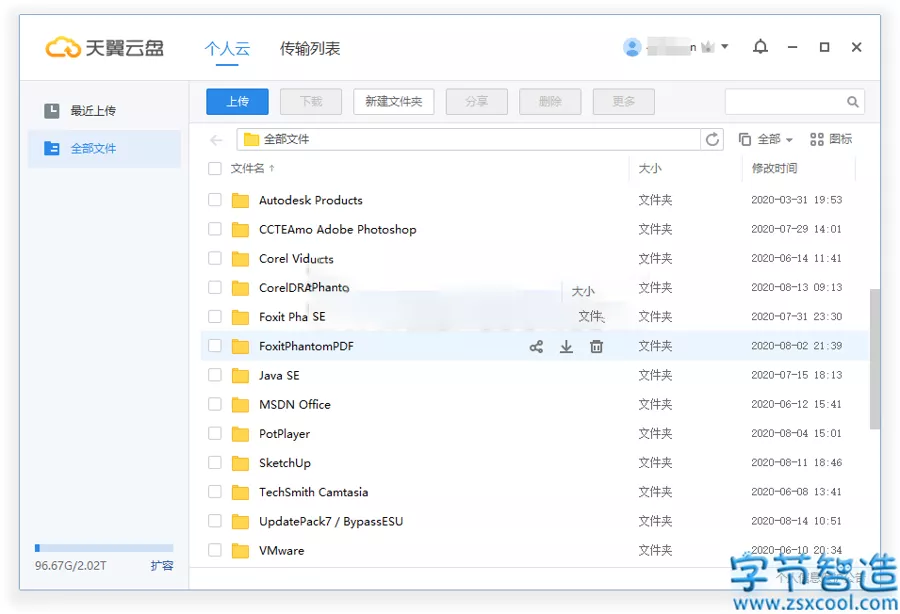 天翼云盘 个人云 传输列表
最近上传
全部文件
96.67G/2.02T 扩容
上传 下载 新建文件夹 分享 删除 更多
全部文件 全部 图标
文件名↑ 大小 修改时间
Autodesk Products 文件夹 2020-03-31 19:53
CCTEAmo Adobe Photoshop 文件夹 2020-07-29 14:01
Corel 文件夹 2020-06-14 11:41
大小
文件夹 2020-08-13 09:13
Foxit Pha SE 文件 文件夹 2020-07-31 23:30
FoxitPhantomPDF 文件夹 2020-08-02 21:39
Java SE 文件夹 2020-07-15 18:13
MSDN Office 文件夹 2020-06-12 15:41
PotPlayer 文件夹 2020-08-04 15:01
SketchUp 文件夹 2020-08-11 18:46
TechSmith Camtasia 文件夹 2020-06-08 13:41
UpdatePack7 / BypassESU 文件夹 2020-08-14 10:51
VMware 文件夹 2020-06-10 20:34
字节智造
www.zsxcool.com